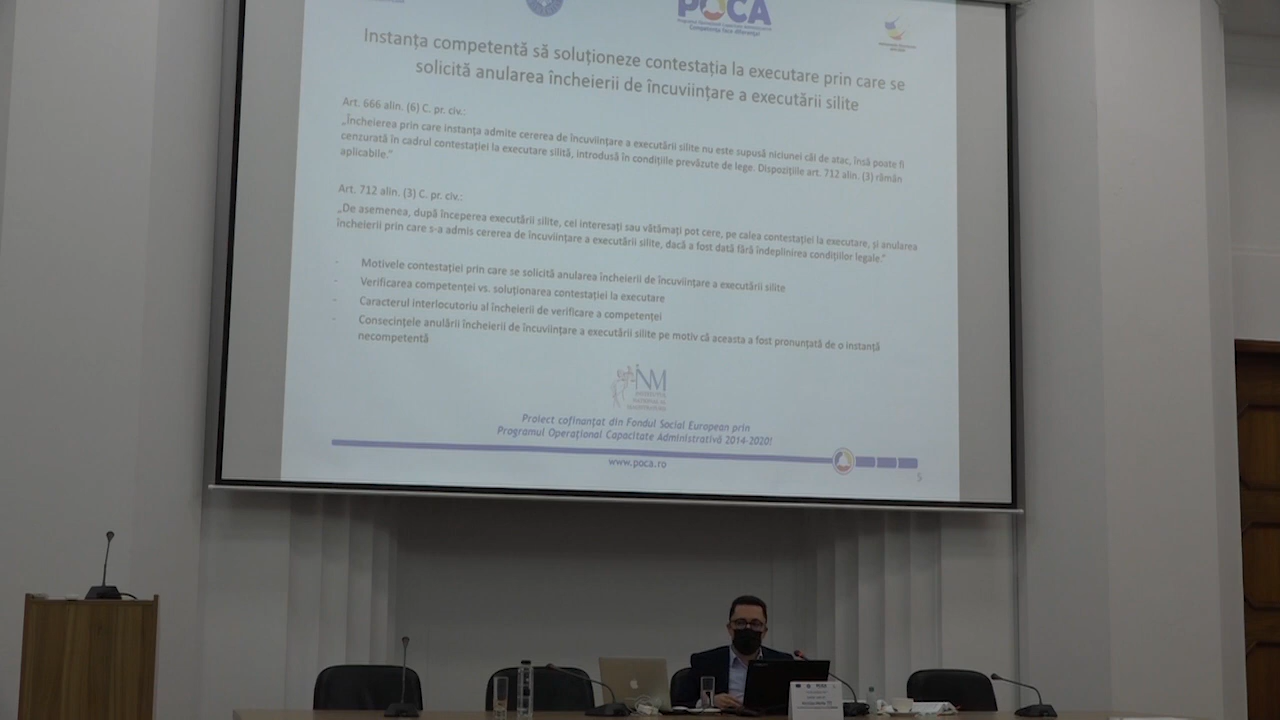 POCA
Competența face diferența!
Instanța competentă să soluționeze contestația la executare prin care se
solicită anularea încheierii de încuviințare a executării silite
Art. 666 alin. (6) C. pr. civ.:
„Încheierea prin care instanța admite cererea de încuviințare a executării silite nu este supusă niciunei căi de atac, însă poate fi
cenzurată în cadrul contestației la executare silită, introdusă în condițiile prevăzute de lege. Dispozițiile art. 712 alin. (3) rămân
aplicabile.”
Art. 712 alin. (3) C. pr. civ.:
„De asemenea, după începerea executării silite, cei interesați sau vătămați pot cere, pe calea contestației la executare, și anularea
încheierii prin care s-a admis cererea de încuviințare a executării silite, dacă a fost dată fără îndeplinirea condițiilor legale.”
- Motivele contestației prin care se solicită anularea încheierii de încuviințare a executării silite
- Verificarea competenței vs. soluționarea contestației la executare
- Caracterul interlocutoriu al încheierii de verificare a competenței
- Consecințele anulării încheierii de încuviințare a executării silite pe motiv că aceasta a fost pronunțată de o instanță
necompetentă
INM
Proiect cofinanțat din Fondul Social European prin
Programul Operațional Capacitate Administrativă 2014-2020!
www.poca.ro
5